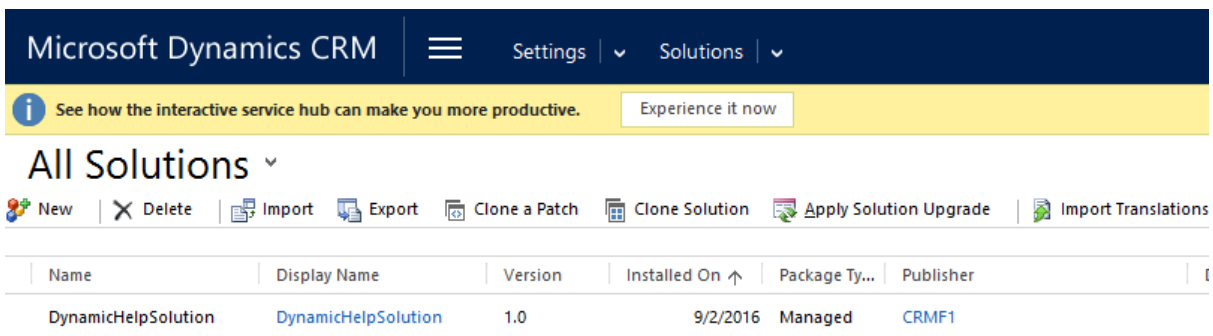 Microsoft Dynamics CRM Settings Solutions
See how the interactive service hub can make you more productive. Experience it now
All Solutions
New Delete Import Export Clone a Patch Clone Solution Apply Solution Upgrade Import Translations
Name Display Name Version Installed On Package Ty... Publisher
DynamicHelpSolution DynamicHelpSolution 1.0 9/2/2016 Managed CRMF1